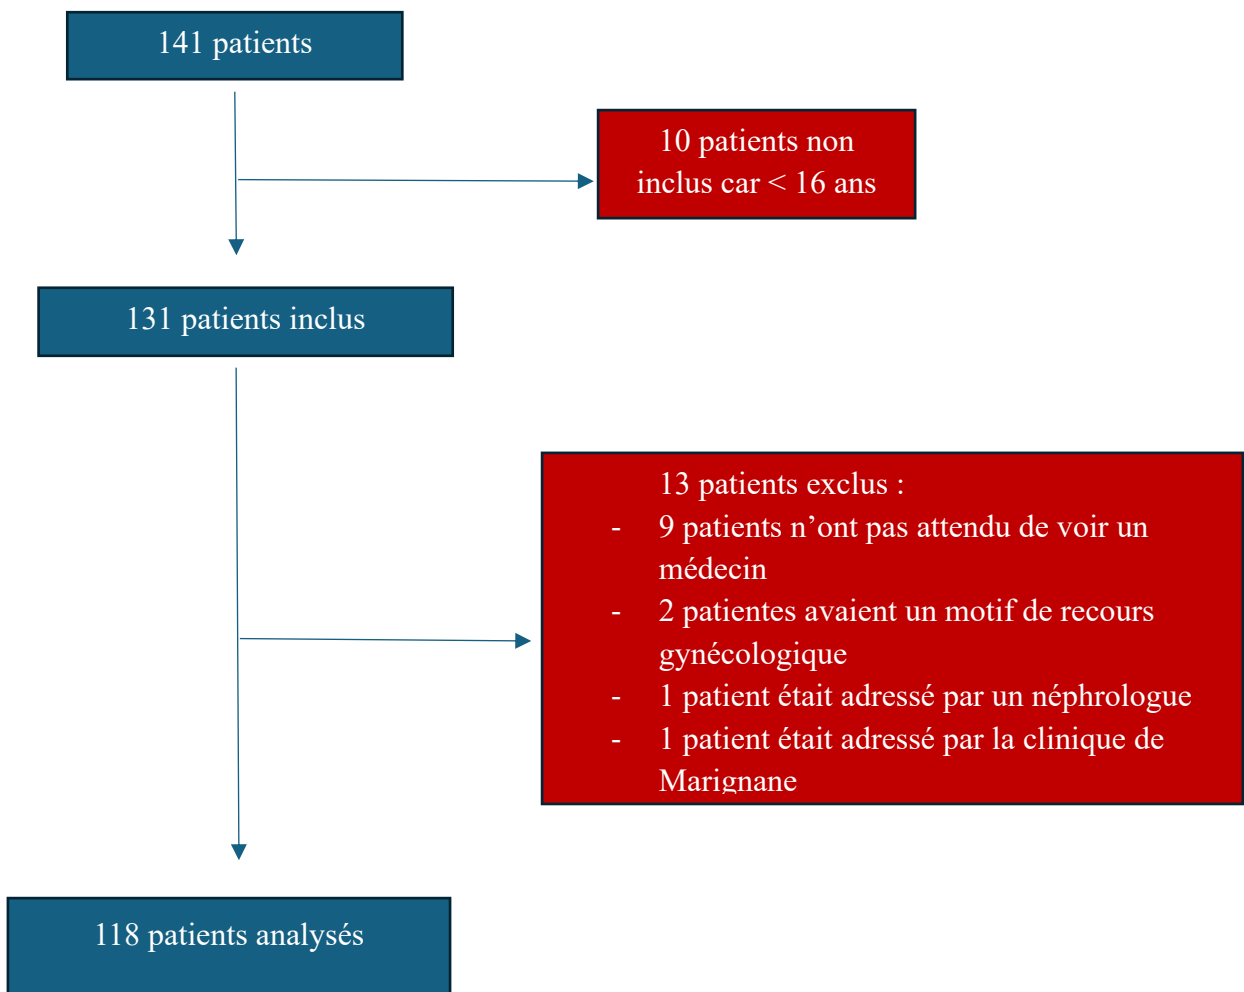 141 patients
10 patients non
inclus car < 16 ans
131 patients inclus
13 patients exclus :
- 9 patients n’ont pas attendu de voir un
médecin
- 2 patientes avaient un motif de recours
gynécologique
- 1 patient était adressé par un néphrologue
- 1 patient était adressé par la clinique de
Marignane
118 patients analysés